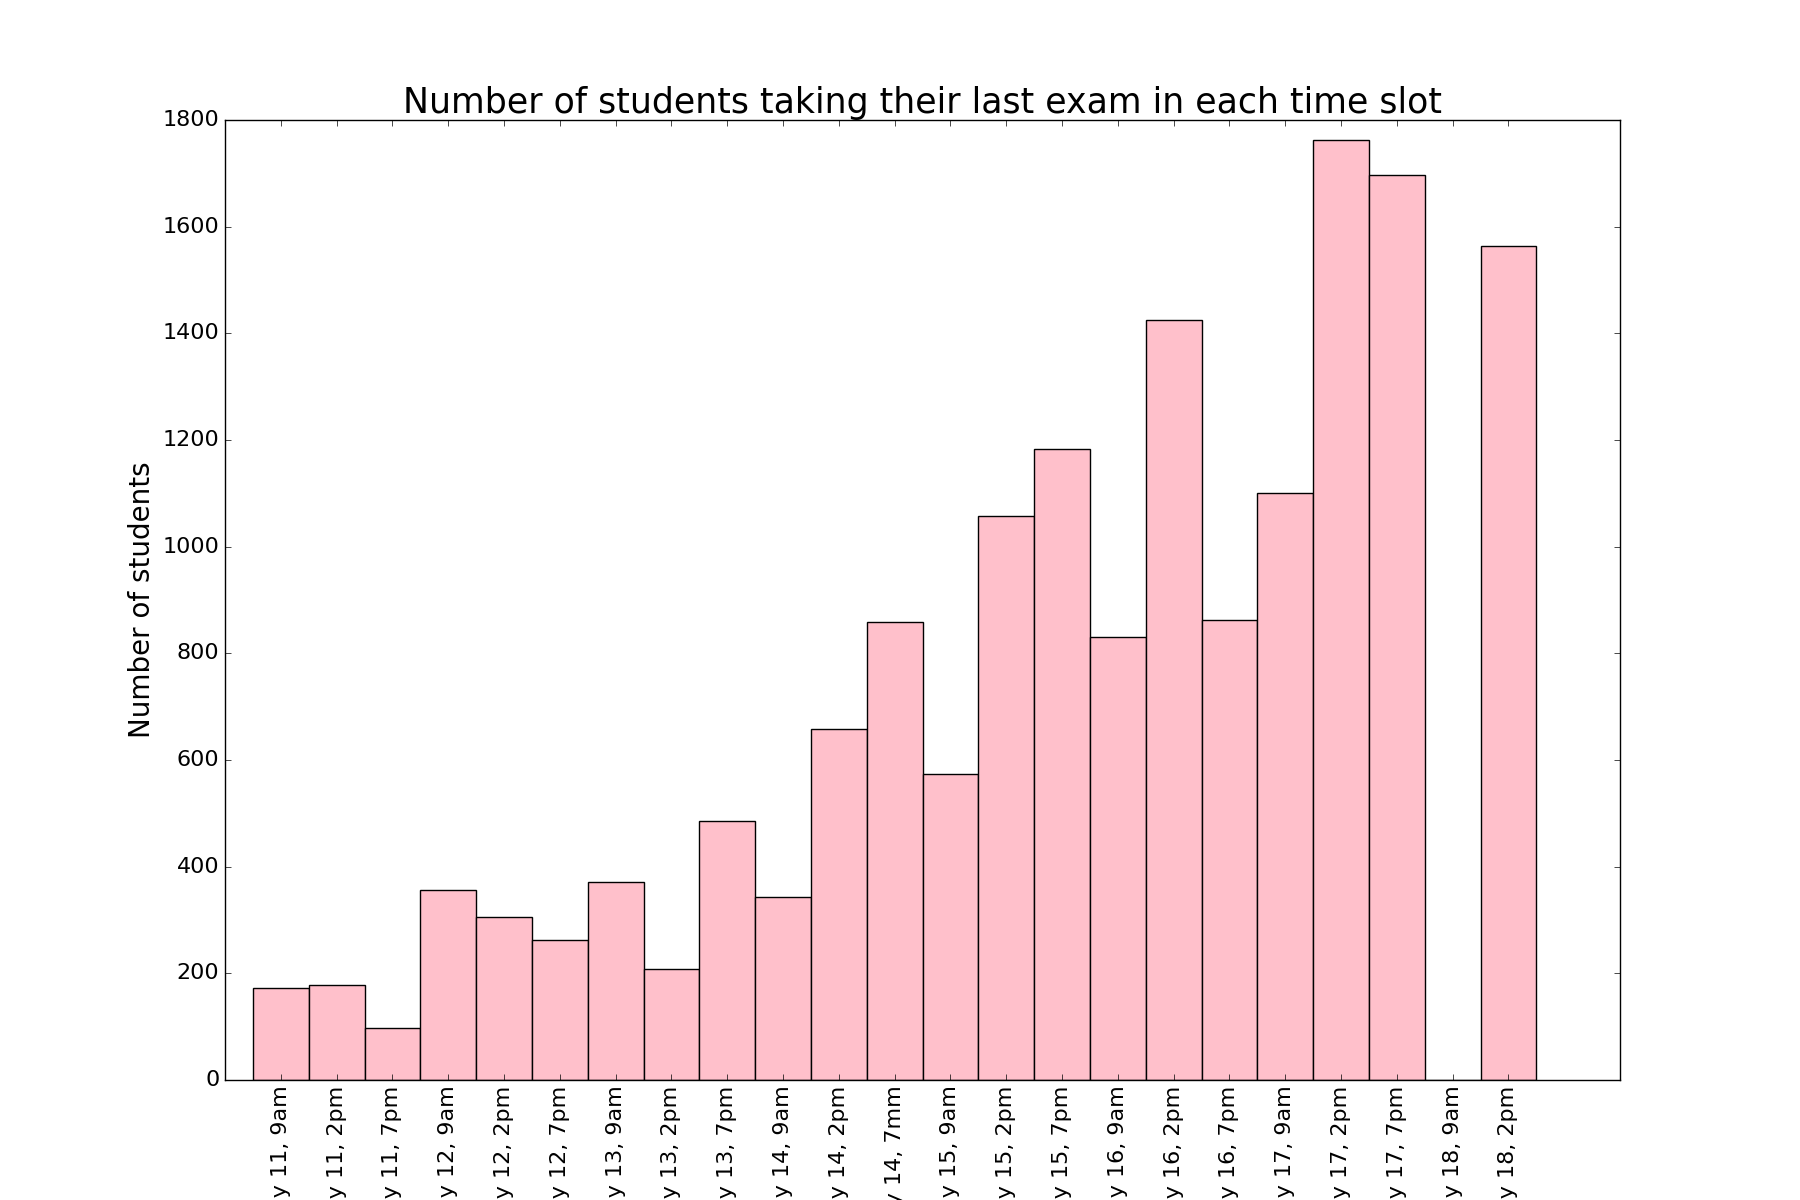 Number of students taking their last exam in each time slot
Number of students
1800
1600
1400
1200
1000
800
600
400
200
0
y 11, 9am
y 11, 2pm
y 11, 7pm
y 12, 9am
y 12, 2pm
y 12, 7pm
y 13, 9am
y 13, 2pm
y 13, 7pm
y 14, 9am
y 14, 2pm
y 14, 7mm
y 15, 9am
y 15, 2pm
y 15, 7pm
y 16, 9am
y 16, 2pm
y 16, 7pm
y 17, 9am
y 17, 2pm
y 17, 7pm
y 18, 9am
y 18, 2pm